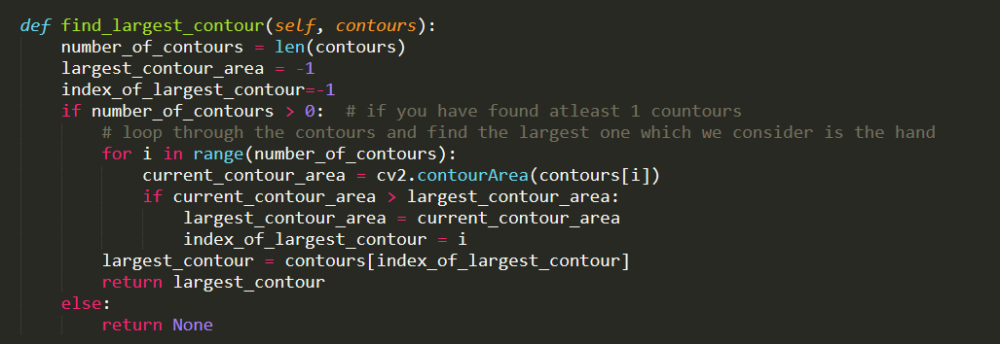 def find_largest_contour(self, contours):
    number_of_contours = len(contours)
    largest_contour_area = -1
    index_of_largest_contour=-1
    if number_of_contours > 0:  # if you have found atleast 1 countours
        # loop through the contours and find the largest one which we consider is the hand
        for i in range(number_of_contours):
            current_contour_area = cv2.contourArea(contours[i])
            if current_contour_area > largest_contour_area:
                largest_contour_area = current_contour_area
                index_of_largest_contour = i
        largest_contour = contours[index_of_largest_contour]
        return largest_contour
    else:
        return None